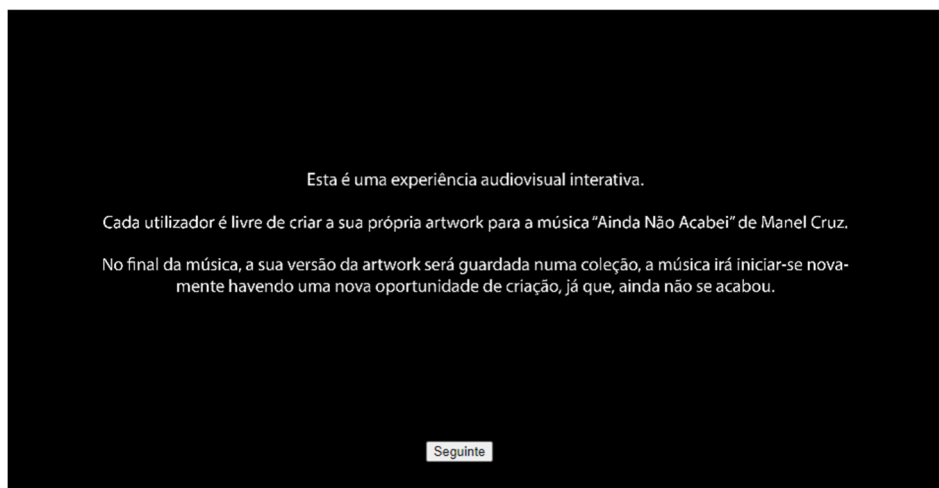 Esta é uma experiência audiovisual interativa.
Cada utilizador é livre de criar a sua própria artwork para a música “Ainda Não Acabei” de Manel Cruz.
No final da música, a sua versão da artwork será guardada numa coleção, a música irá iniciar-se nova-
mente havendo uma nova oportunidade de criação, já que, ainda não se acabou.
Seguinte